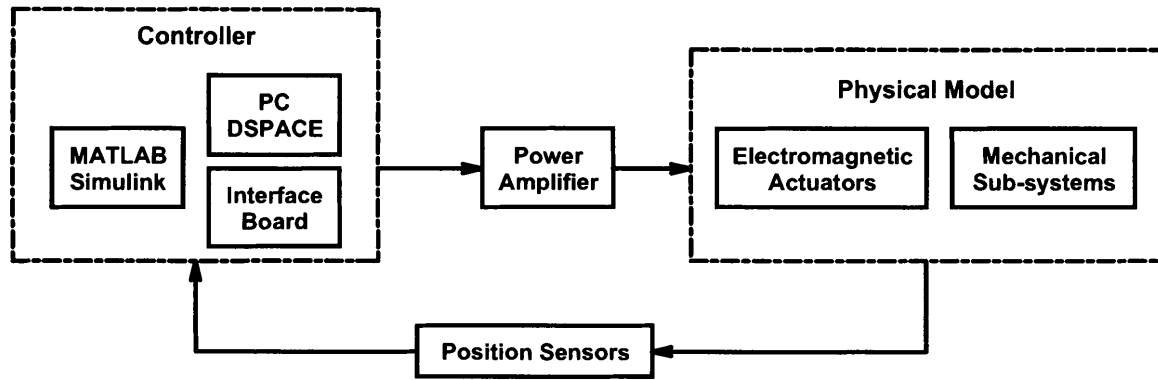 Controller
PC
DSPACE
MATLAB
Simulink
Interface
Board
Power
Amplifier
Physical Model
Electromagnetic
Actuators
Mechanical
Sub-systems
Position Sensors